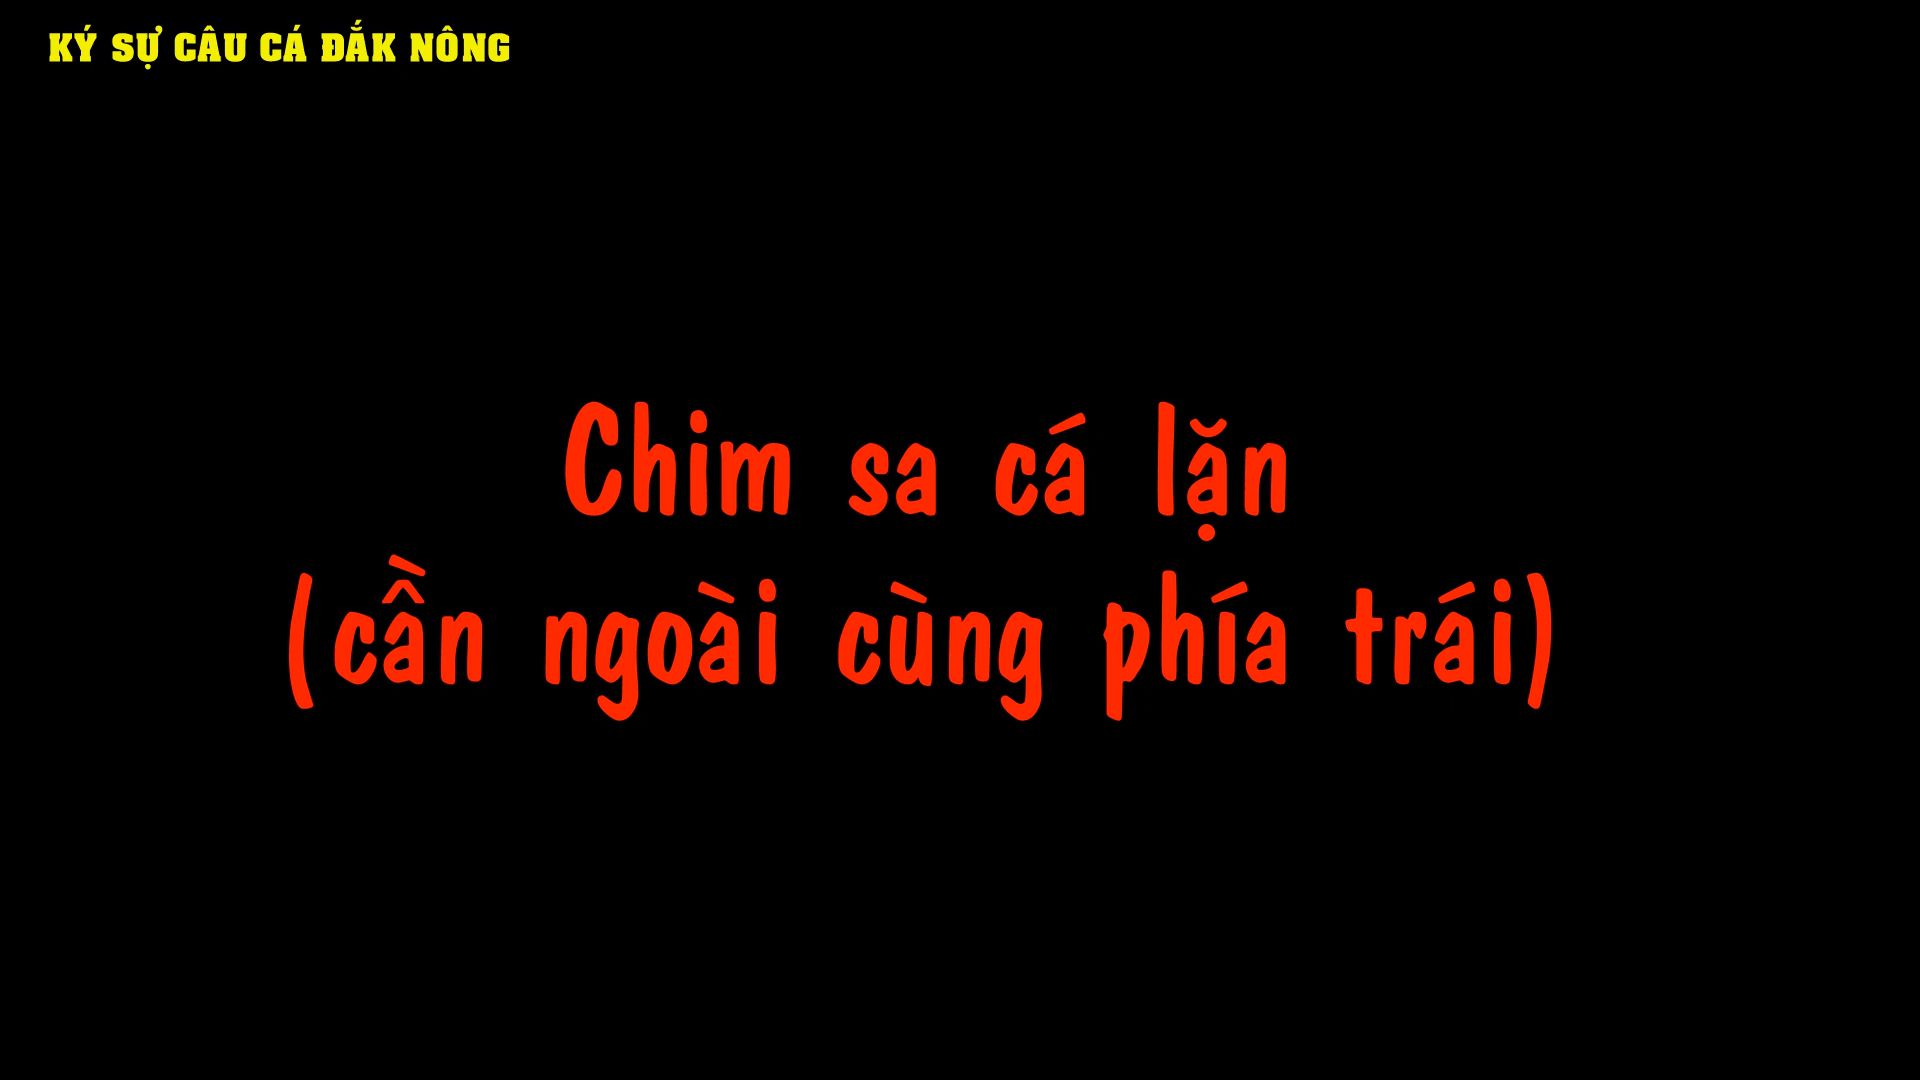 KÝ SỰ CÂU CÁ ĐẮK NÔNG
Chim sa cá lặn
(cần ngoài cùng phía trái)